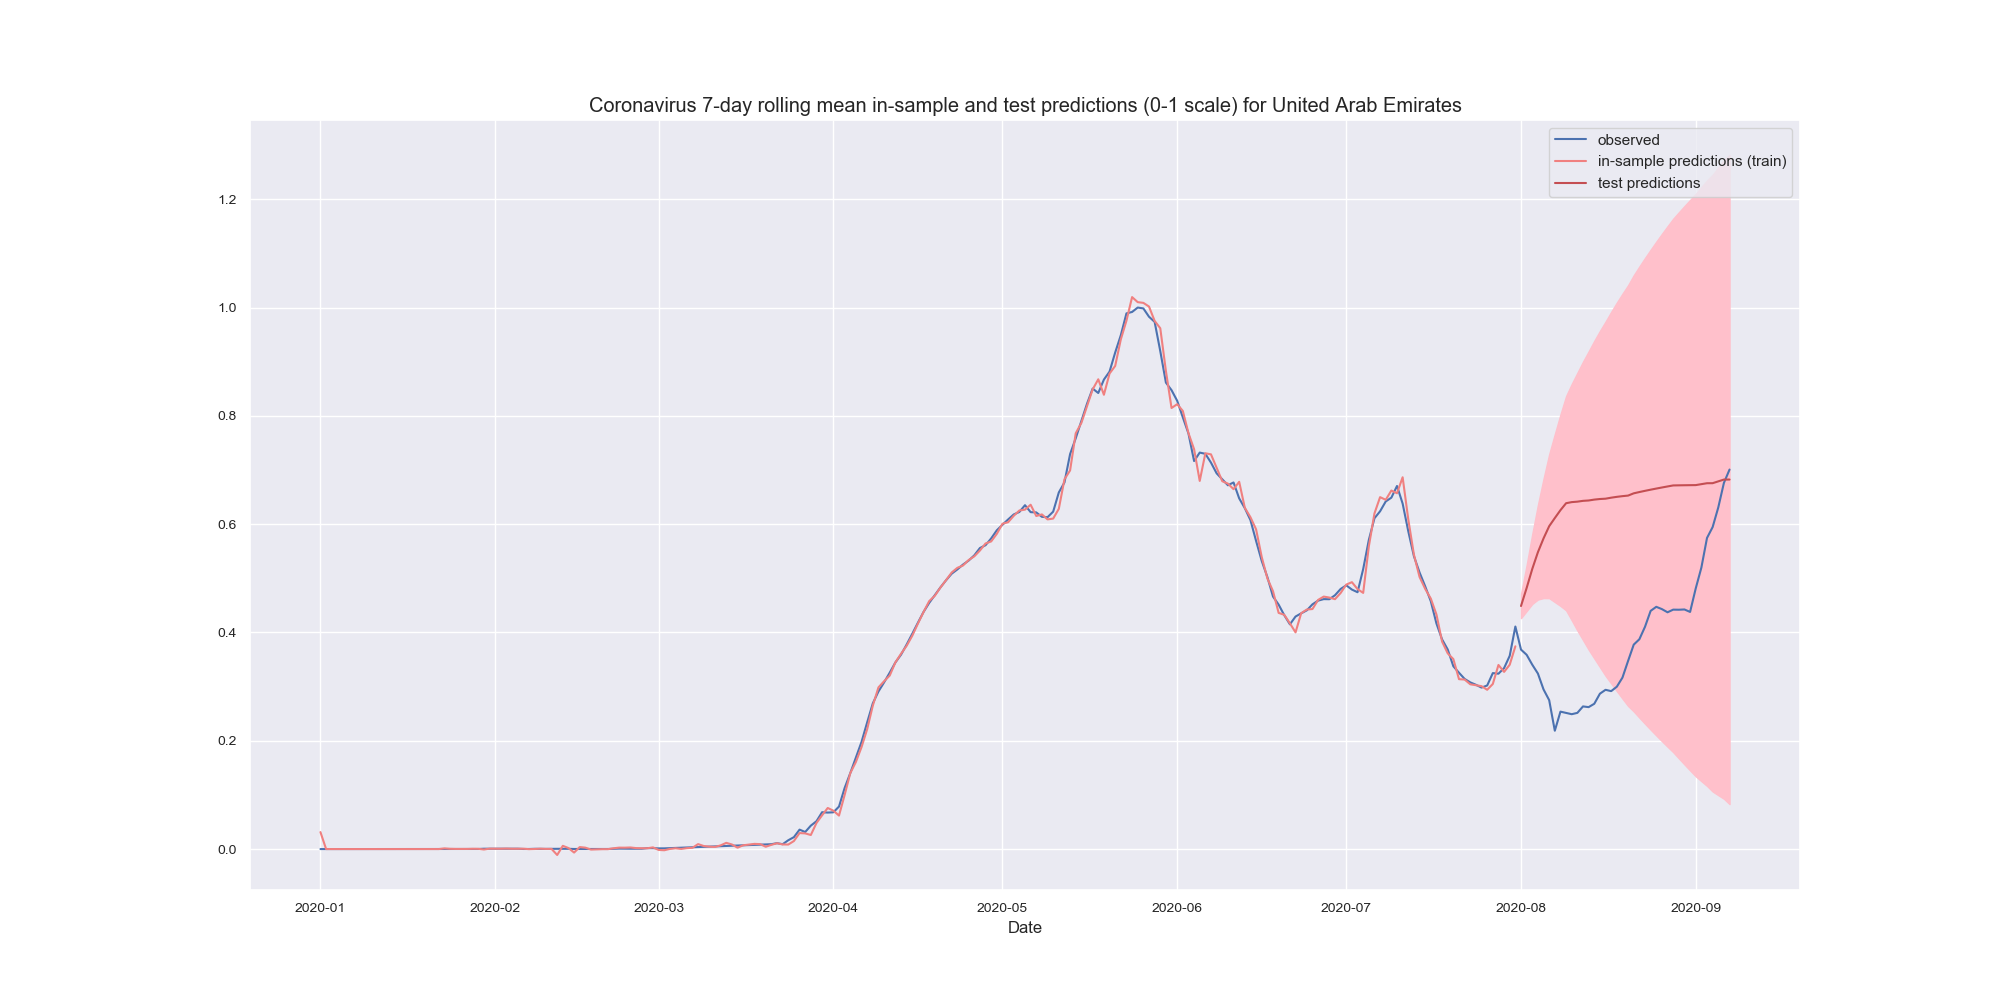 Coronavirus 7-day rolling mean in-sample and test predictions (0-1 scale) for United Arab Emirates
observed
in-sample predictions (train)
test predictions
1.2
1.0
0.8
0.6
0.4
0.2
0.0
2020-01 2020-02 2020-03 2020-04 2020-05 2020-06 2020-07 2020-08 2020-09
Date